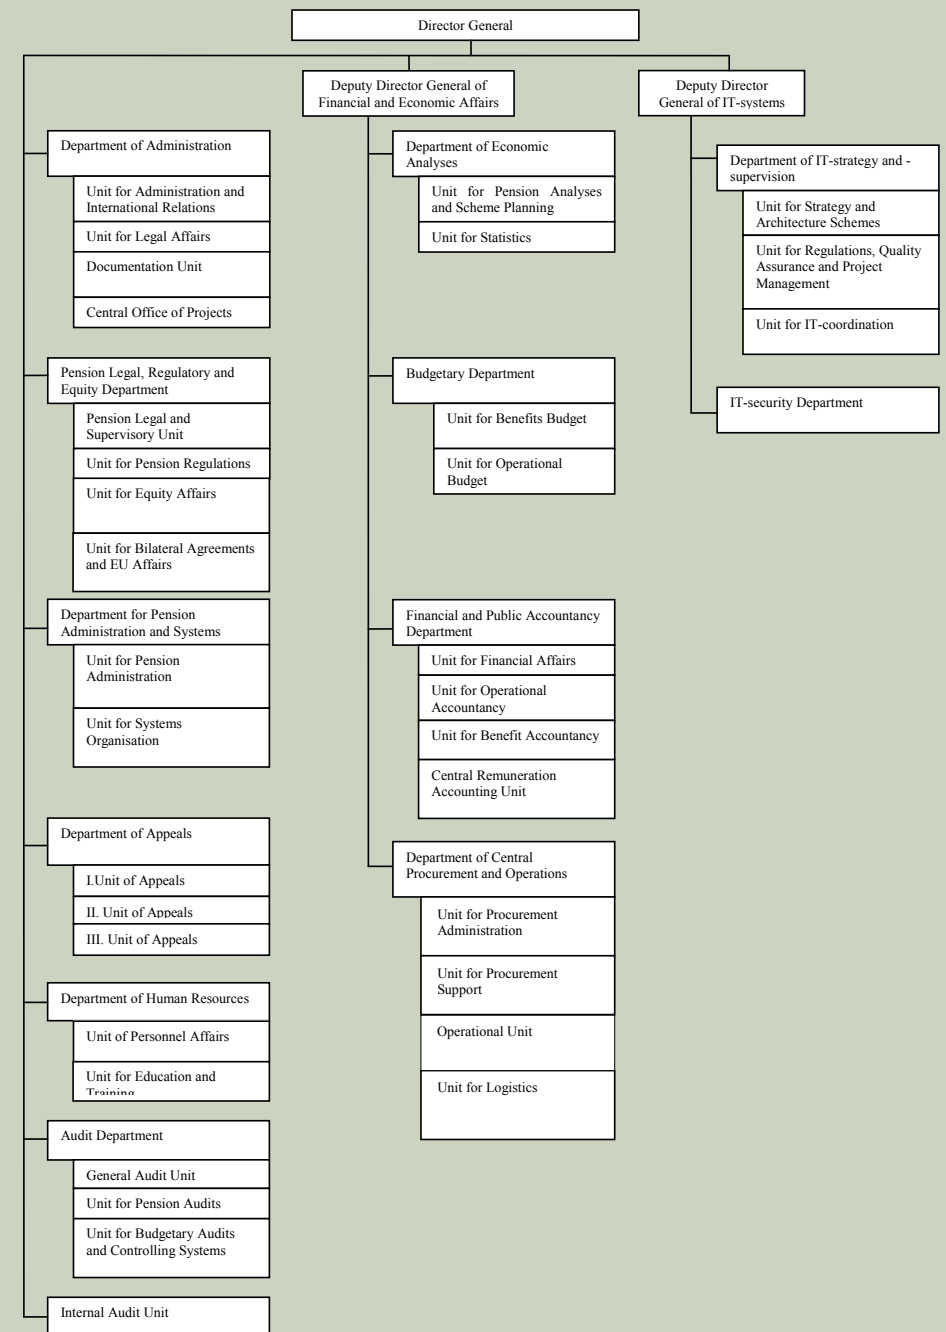 Director General
Deputy Director General of
Financial and Economic Affairs
Deputy Director
General of IT-systems
Department of Administration
Unit for Administration and
International Relations
Unit for Legal Affairs
Documentation Unit
Central Office of Projects
Pension Legal, Regulatory and
Equity Department
Pension Legal and
Supervisory Unit
Unit for Pension Regulations
Unit for Equity Affairs
Unit for Bilateral Agreements
and EU Affairs
Department for Pension
Administration and Systems
Unit for Pension
Administration
Unit for Systems
Organisation
Department of Appeals
I.Unit of Appeals
II. Unit of Appeals
III. Unit of Appeals
Department of Human Resources
Unit of Personnel Affairs
Unit for Education and
Training
Audit Department
General Audit Unit
Unit for Pension Audits
Unit for Budgetary Audits
and Controlling Systems
Internal Audit Unit
Department of Economic
Analyses
Unit for Pension Analyses
and Scheme Planning
Unit for Statistics
Budgetary Department
Unit for Benefits Budget
Unit for Operational
Budget
Financial and Public Accountancy
Department
Unit for Financial Affairs
Unit for Operational
Accountancy
Unit for Benefit Accountancy
Central Remuneration
Accounting Unit
Department of Central
Procurement and Operations
Unit for Procurement
Administration
Unit for Procurement
Support
Operational Unit
Unit for Logistics
Department of IT-strategy and -
supervision
Unit for Strategy and
Architecture Schemes
Unit for Regulations, Quality
Assurance and Project
Management
Unit for IT-coordination
IT-security Department